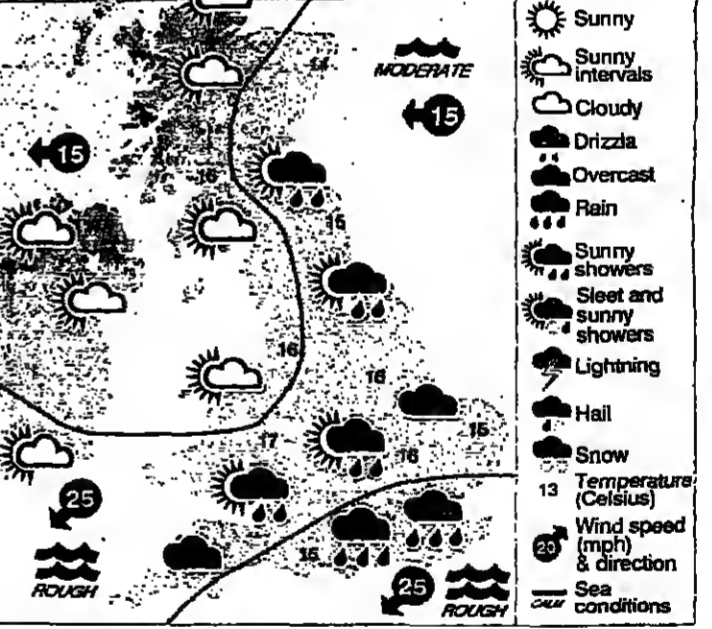 14
MODERATE
15
15
16
15
16
16
17
15
16
25
15
ROUGH
25
ROUGH
Sunny
Sunny
intervals
Cloudy
Drizzla
Overcast
Rain
Sunny
showers
Sleet and
sunny
showers
Lightning
Hail
Snow
13 Temperature
(Celsius)
20 Wind speed
(mph)
& direction
CALM Sea
conditions